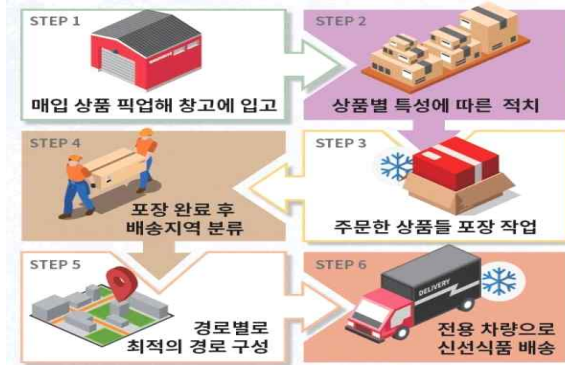 STEP 1
매입 상품 픽업해 창고에 입고
STEP 2
상품별 특성에 따른 적치
STEP 3
주문한 상품들 포장 작업
STEP 4
포장 완료 후
배송지역 분류
STEP 5
경로별로
최적의 경로 구성
STEP 6
DELIVERY
전용 차량으로
신선식품 배송